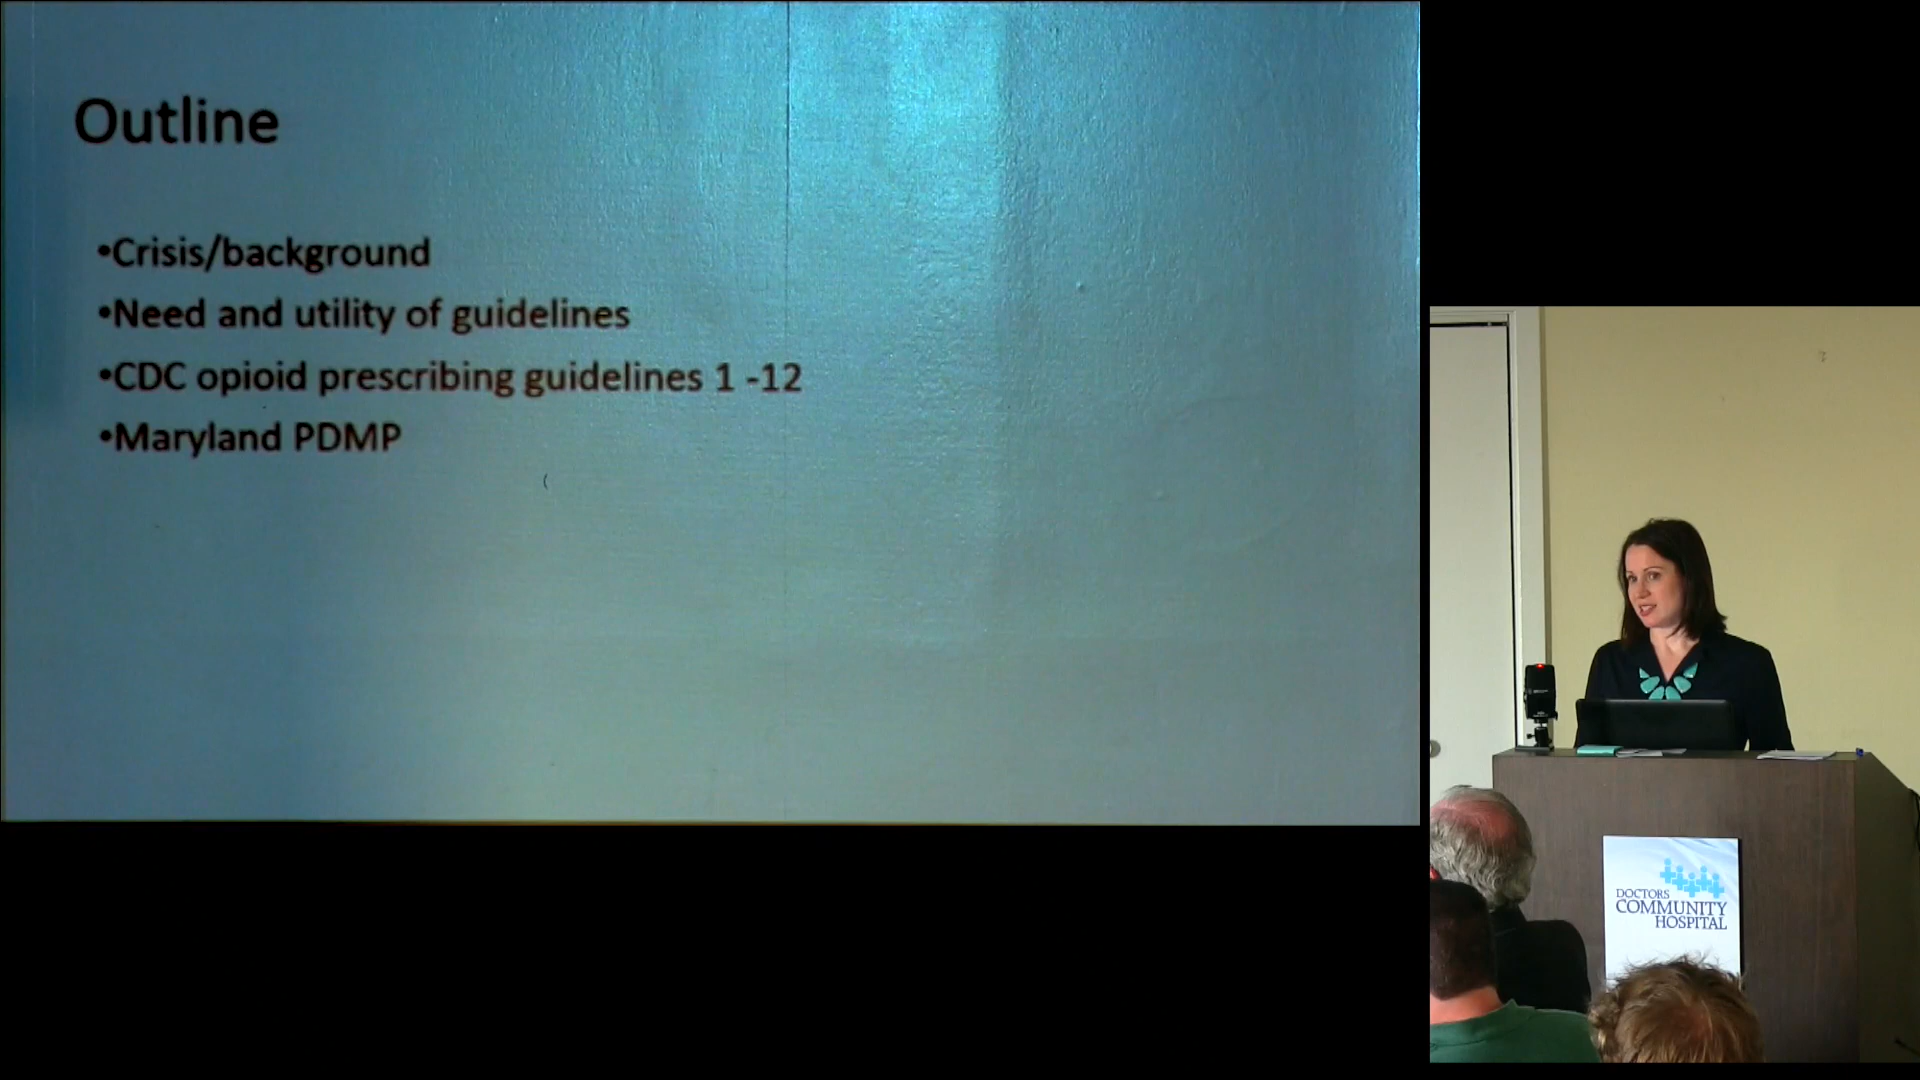 Outline
•Crisis/background
•Need and utility of guidelines
•CDC opioid prescribing guidelines 1 -12
•Maryland PDMP
DOCTORS
COMMUNITY
HOSPITAL